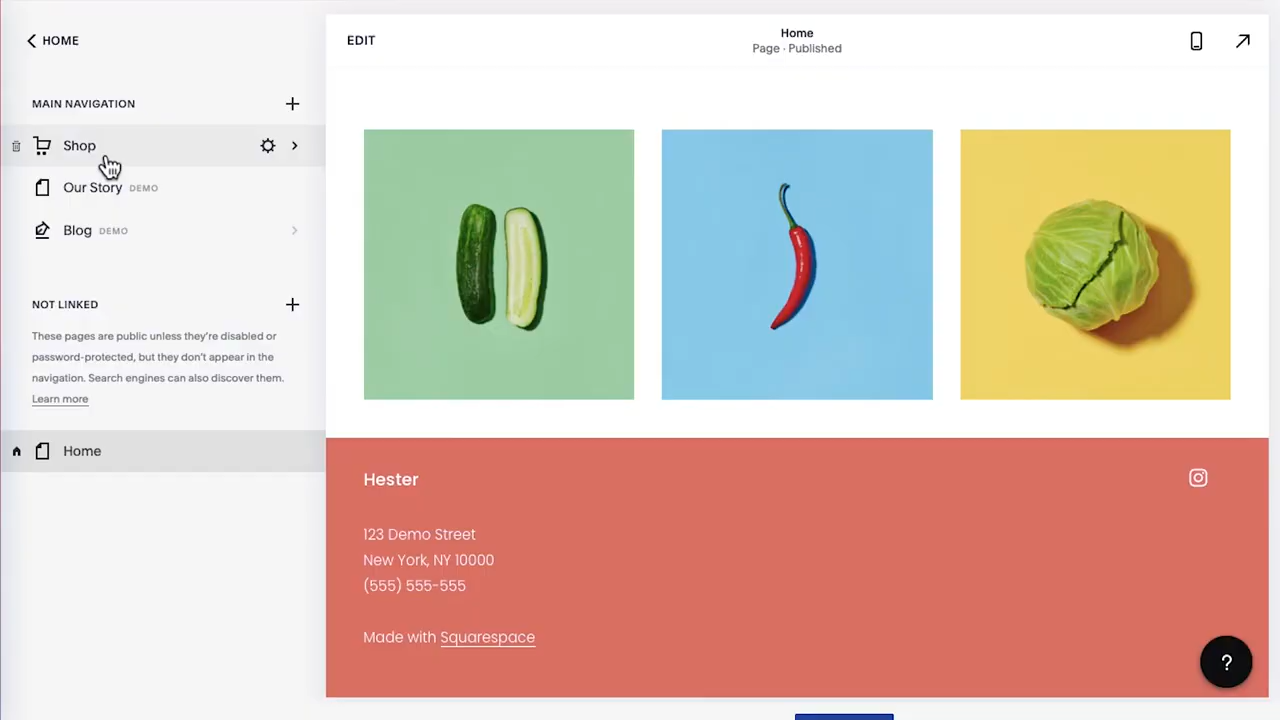 HOME
MAIN NAVIGATION
Shop
Our Story DEMO
Blog DEMO
NOT LINKED
These pages are public unless they're disabled or
password-protected, but they don't appear in the
navigation. Search engines can also discover them.
Learn more
Home
EDIT
Home
Page · Published
Hester
123 Demo Street
New York, NY 10000
(555) 555-555
Made with Squarespace
?